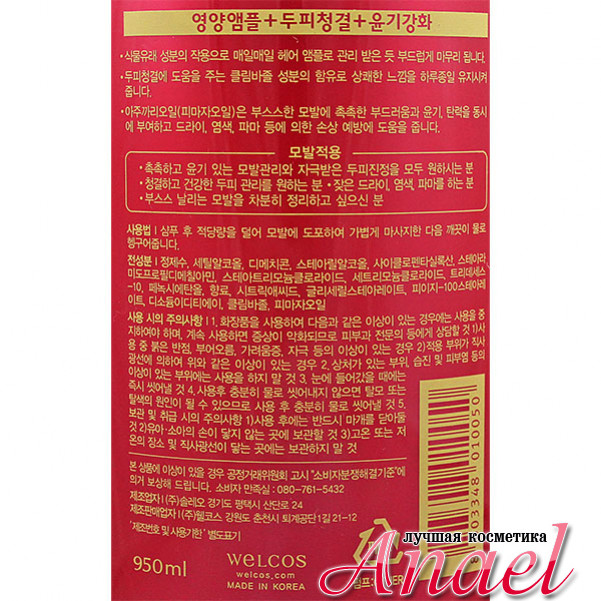 영양앰플+두피청결+윤기강화
•식물유래 성분의 작용으로 매일매일 헤어 앰플로 관리 받은 듯 부드럽게 마무리 됩니다.
•두피청결에 도움을 주는 클림바졸 성분의 함유로 상쾌한 느낌을 하루종일 유지시켜
줍니다.
•아주까리오일(피마자오일)은 부스스한 모발에 촉촉한 부드러움과 윤기, 탄력을 동시
에 부여하고 드라이, 염색, 파마 등에 의한 손상 예방에 도움을 줍니다.
모발적용
•촉촉하고 윤기 있는 모발관리와 자극받은 두피진정을 모두 원하시는 분
•청결하고 건강한 두피 관리를 원하는 분 •잦은 드라이, 염색, 파마를 하는 분
•부스스 날리는 모발을 차분히 정리하고 싶으신 분
사용법 | 샴푸 후 적당량을 덜어 모발에 도포하여 가볍게 마사지한 다음 깨끗이 물로
헹구어줍니다.
전성분 | 정제수, 세틸알코올, 디메치콘, 스테아릴알코올, 사이클로펜타실록산, 스테아라
미도프로필디메칠아민, 스테아트리모늄클로라이드, 세트리모늄클로라이드, 트리데세스
-10, 페녹시에탄올, 향료, 시트릭애씨드, 글리세릴스테아레이트, 피이지-100스테아레
이트, 디소듐이디티에이, 클림바졸, 피마자오일
사용 시의 주의사항 | 1. 화장품을 사용하여 다음과 같은 이상이 있는 경우에는 사용을 중
지하여야 하며, 계속 사용하면 증상이 악화되므로 피부과 전문의 등에게 상담할 것 1)사
용 중 붉은 반점, 부어오름, 가려움증, 자극 등의 이상이 있는 경우 2)적용 부위가 직사
광선에 의하여 위와 같은 이상이 있는 경우 2. 상처가 있는 부위, 습진 및 피부염 등의
이상이 있는 부위에는 사용을 하지 말 것 3. 눈에 들어갔을 때에는
즉시 씻어낼 것 4. 사용후 충분히 물로 씻어내지 않으면 탈모 또는
탈색의 원인이 될 수 있으므로 사용 후 충분히 물로 씻어낼 것 5.
보관 및 취급 시의 주의사항 1)사용 후에는 반드시 마개를 닫아둘
것 2)유아·소아의 손이 닿지 않는 곳에 보관할 것 3)고온 또는 저
온의 장소 및 직사광선이 닿는 곳에는 보관하지 말 것
본 상품에 이상이 있을 경우 공정거래위원회 고시 "소비자분쟁해결기준"에
의거 보상해 드립니다. 소비자 만족실 : 080-761-5432
제조업자 | (주)솔레오 경기도 평택시 산단로 24
제조판매업자 | (주)웰코스, 강원도 춘천시 퇴계공단1길 21-12
"제조번호 및 사용기한" 별도표기
950ml
WELCOS
welcos.com
MADE IN KOREA
03348 010050
лучшая косметика
Anael